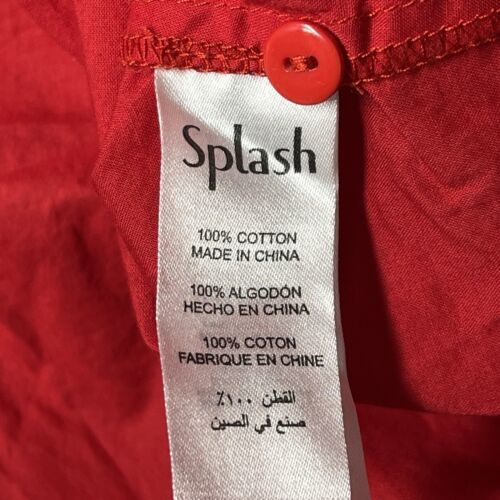 Splash
100% COTTON
MADE IN CHINA
100% ALGODÓN
HECHO EN CHINA
100% COTON
FABRIQUE EN CHINE
القطن ١٠٠٪
صنع في الصين